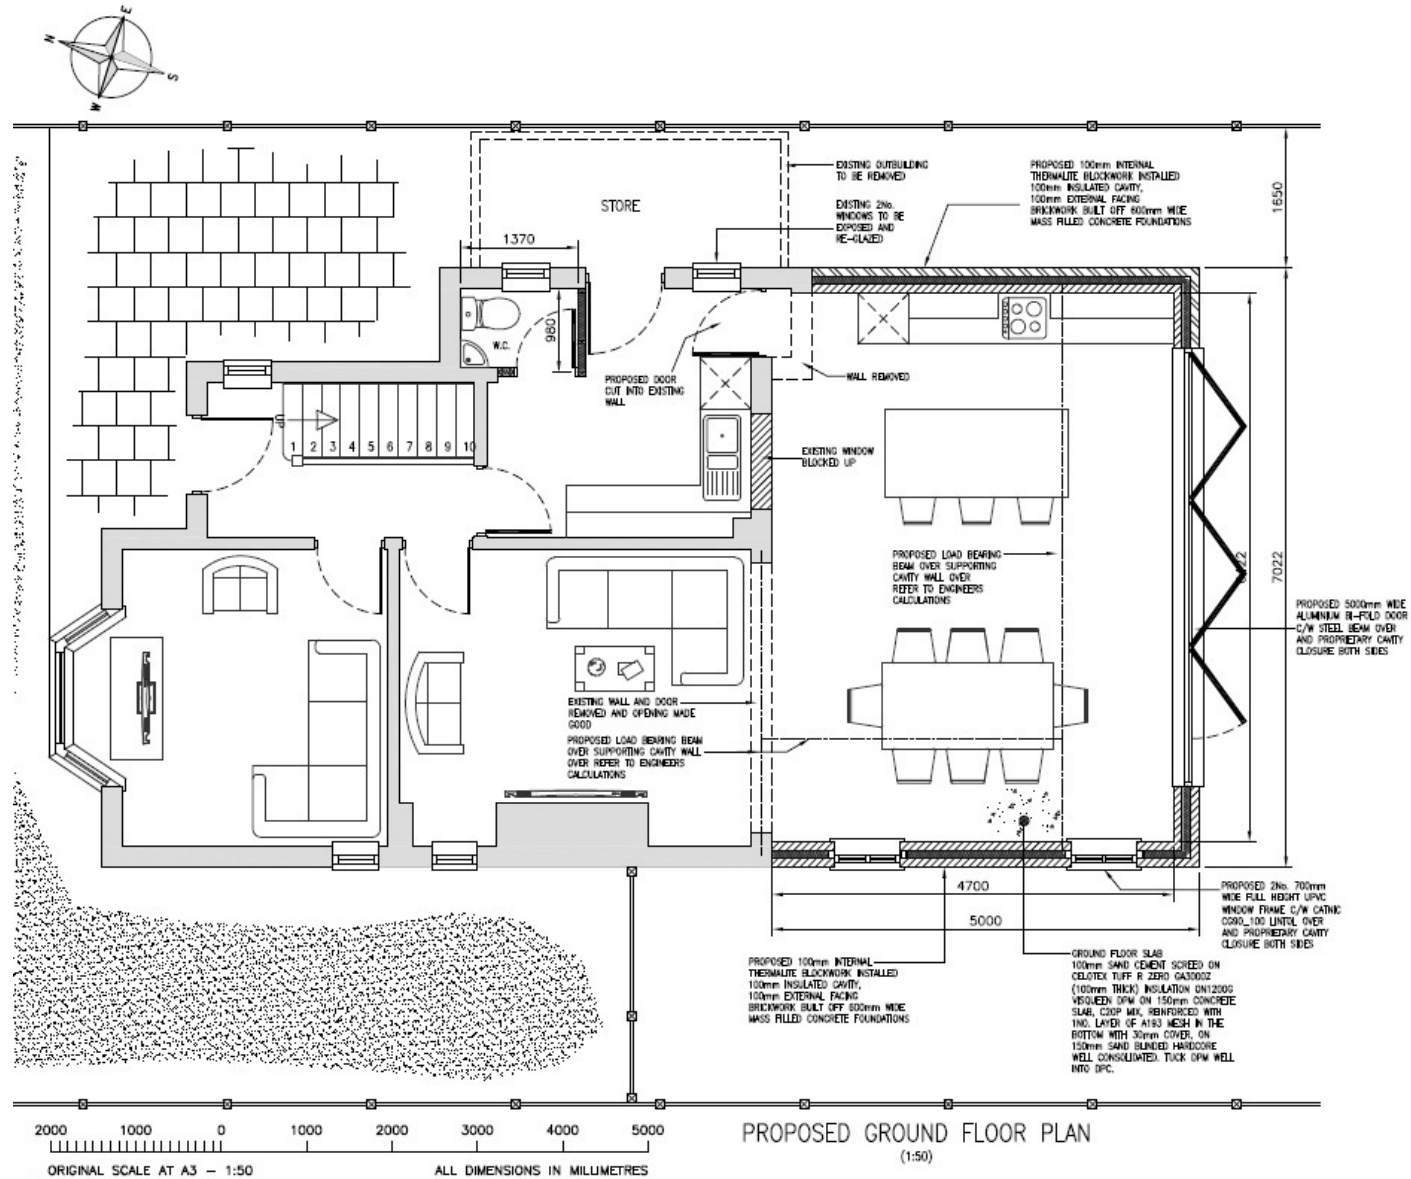 E
N
S
W
EXISTING OUTBUILDING
TO BE REMOVED
PROPOSED 100mm INTERNAL
THERMALITE BLOCKWORK INSTALLED
100mm INSULATED CAVITY,
100mm EXTERNAL FACING
BRICKWORK BUILT OFF 600mm WIDE
MASS FILLED CONCRETE FOUNDATIONS
1650
STORE
EXISTING 2No.
WINDOWS TO BE
EXPOSED AND
RE-GLAZED
1370
W.C.
980
PROPOSED DOOR
CUT INTO EXISTING
WALL
WALL REMOVED
UP
1 2 3 4 5 6 7 8 9 10
EXISTING WINDOW
BLOCKED UP
PROPOSED LOAD BEARING
BEAM OVER SUPPORTING
CAVITY WALL OVER
REFER TO ENGINEERS
CALCULATIONS
7022
PROPOSED 5000mm WIDE
ALUMINIUM BI-FOLD DOOR
C/W STEEL BEAM OVER
AND PROPRIETARY CAVITY
CLOSURE BOTH SIDES
EXISTING WALL AND DOOR
REMOVED AND OPENING MADE
GOOD
PROPOSED LOAD BEARING BEAM
OVER SUPPORTING CAVITY WALL
OVER REFER TO ENGINEERS
CALCULATIONS
4700
5000
PROPOSED 2No. 700mm
WIDE FULL HEIGHT UPVC
WINDOW FRAME C/W CATNIC
CG90_100 LINTOL OVER
AND PROPRIETARY CAVITY
CLOSURE BOTH SIDES
PROPOSED 100mm INTERNAL
THERMALITE BLOCKWORK INSTALLED
100mm INSULATED CAVITY,
100mm EXTERNAL FACING
BRICKWORK BUILT OFF 600mm WIDE
MASS FILLED CONCRETE FOUNDATIONS
GROUND FLOOR SLAB
100mm SAND CEMENT SCREED ON
CELOTEX TUFF R ZERO GA3000Z
(100mm THICK) INSULATION ON1200G
VISQUEEN DPM ON 150mm CONCRETE
SLAB, C20P MIX, REINFORCED WITH
1NO. LAYER OF A193 MESH IN THE
BOTTOM WITH 30mm COVER, ON
150mm SAND BLINDED HARDCORE
WELL CONSOLIDATED. TUCK DPM WELL
INTO DPC.
2000 1000 0 1000 2000 3000 4000 5000
ORIGINAL SCALE AT A3 - 1:50
ALL DIMENSIONS IN MILLIMETRES
PROPOSED GROUND FLOOR PLAN
(1:50)